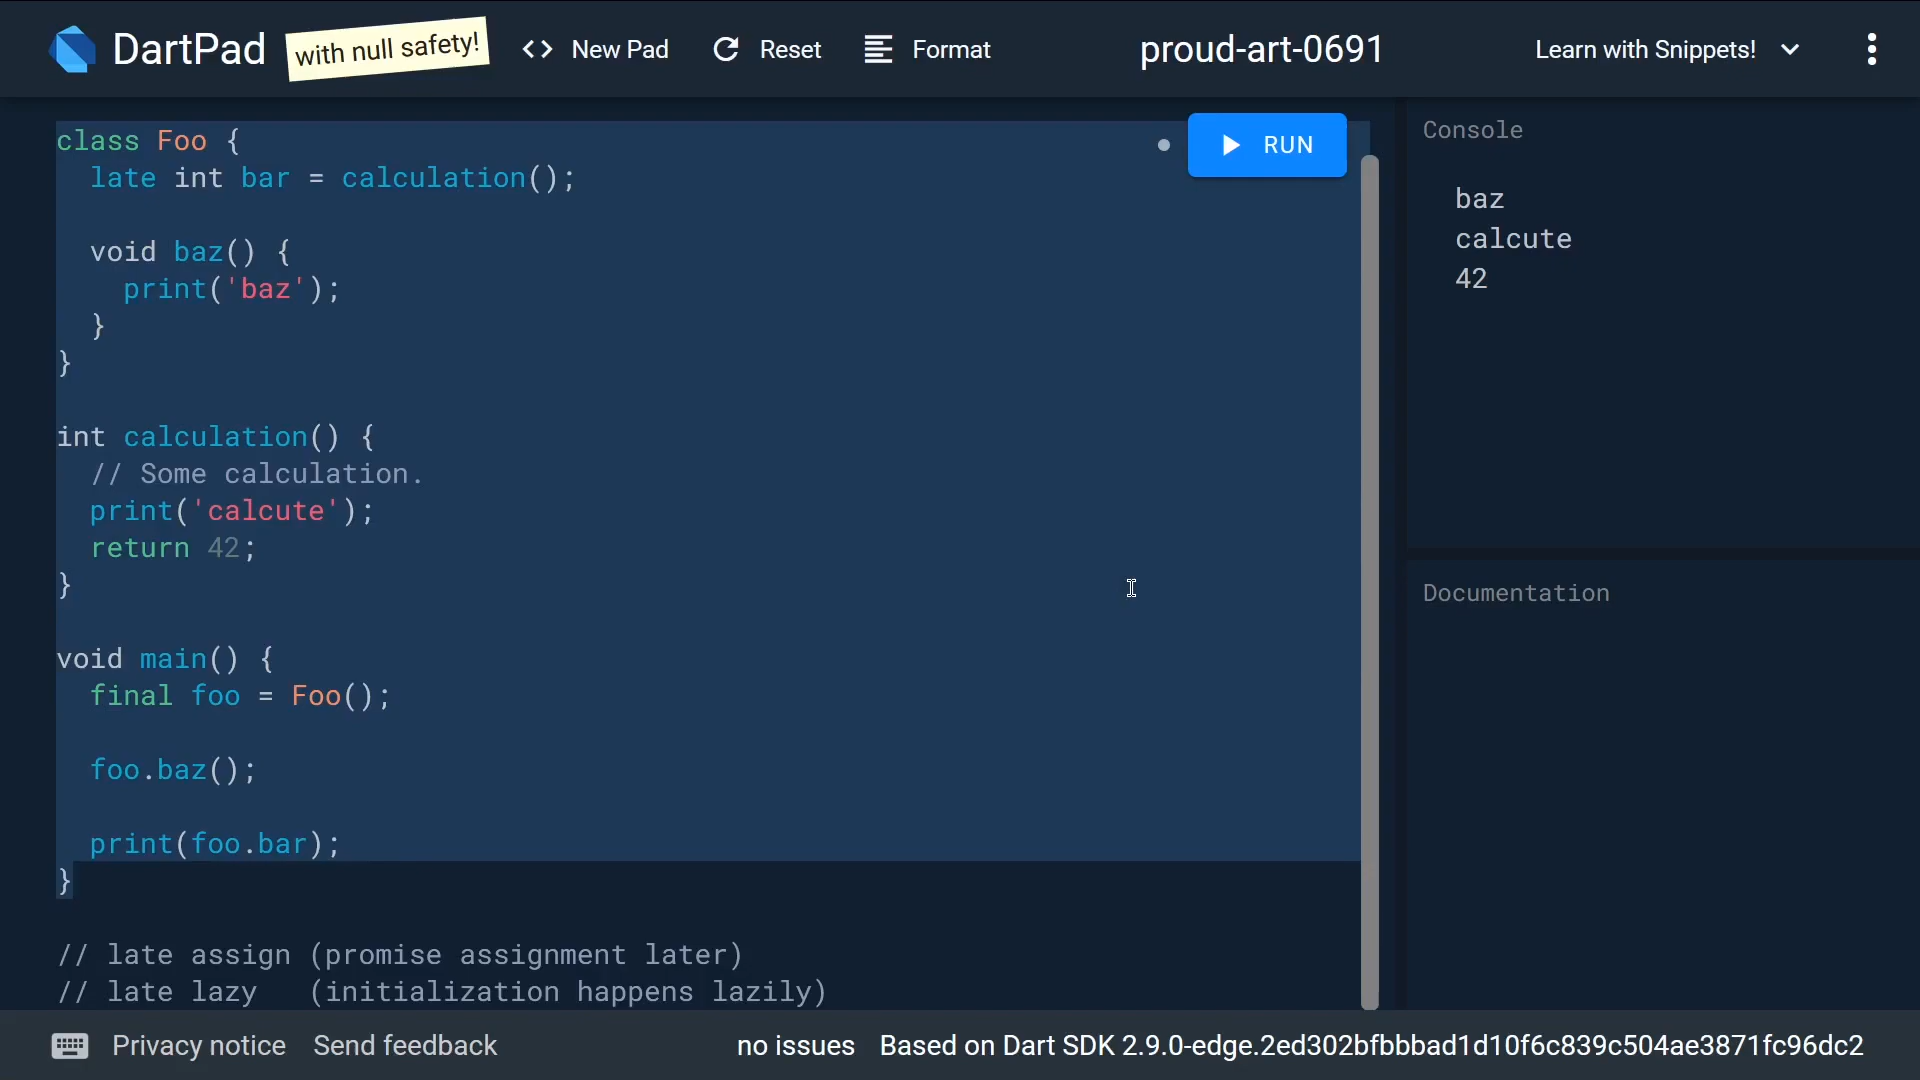 DartPad with null safety! <> New Pad Reset Format proud-art-0691 Learn with Snippets!
class Foo {
  late int bar = calculation();

  void baz() {
    print('baz');
  }
}

int calculation() {
  // Some calculation.
  print('calcute');
  return 42;
}

void main() {
  final foo = Foo();

  foo.baz();

  print(foo.bar);
}

// late assign (promise assignment later)
// late lazy   (initialization happens lazily)
RUN
Console
baz
calcute
42
Documentation
Privacy notice Send feedback no issues Based on Dart SDK 2.9.0-edge.2ed302bfbbbad1d10f6c839c504ae3871fc96dc2